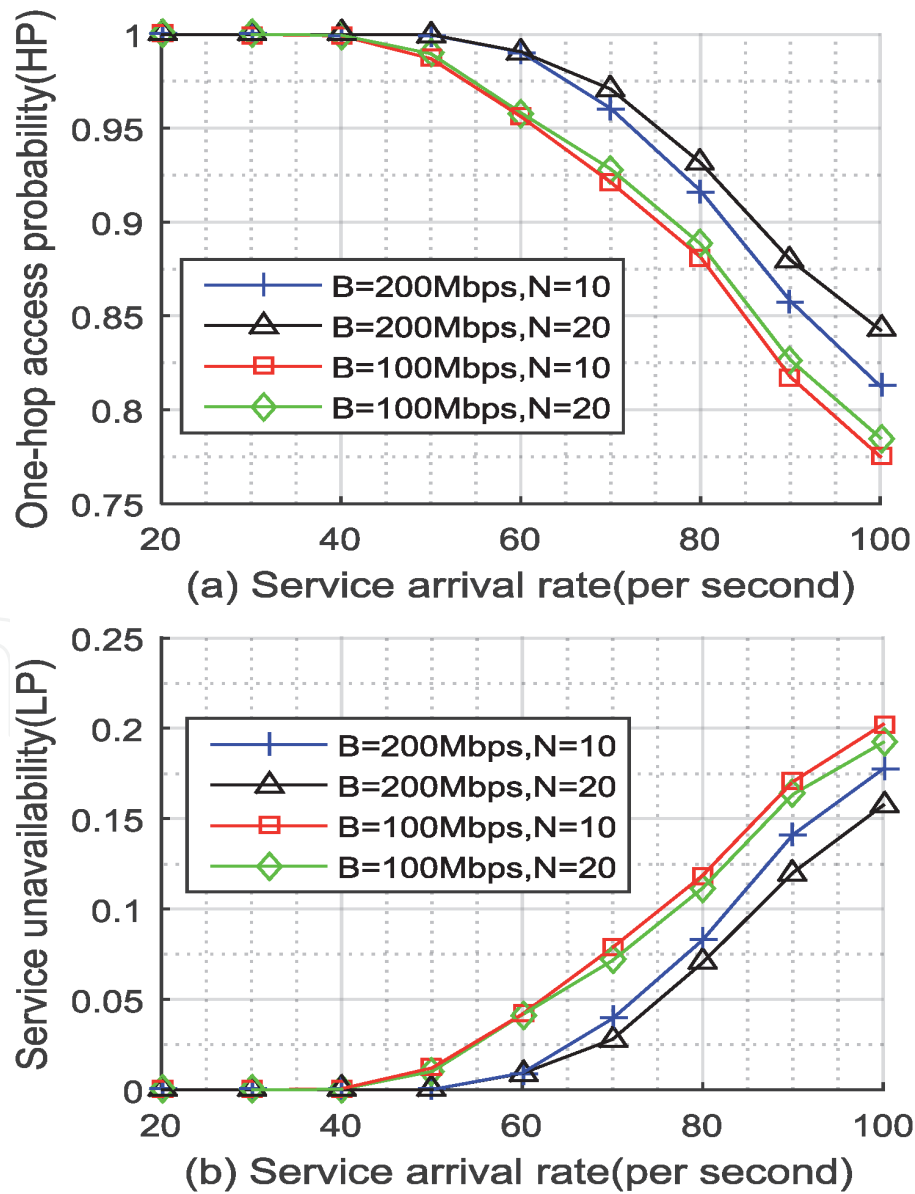 One-hop access probability(HP)
1
0.95
0.9
0.85
0.8
0.75
B=200Mbps,N=10
B=200Mbps,N=20
B=100Mbps,N=10
B=100Mbps,N=20
20 40 60 80 100
(a) Service arrival rate(per second)
Service unavailability(LP)
0.25
0.2
0.15
0.1
0.05
0
B=200Mbps,N=10
B=200Mbps,N=20
B=100Mbps,N=10
B=100Mbps,N=20
20 40 60 80 100
(b) Service arrival rate(per second)